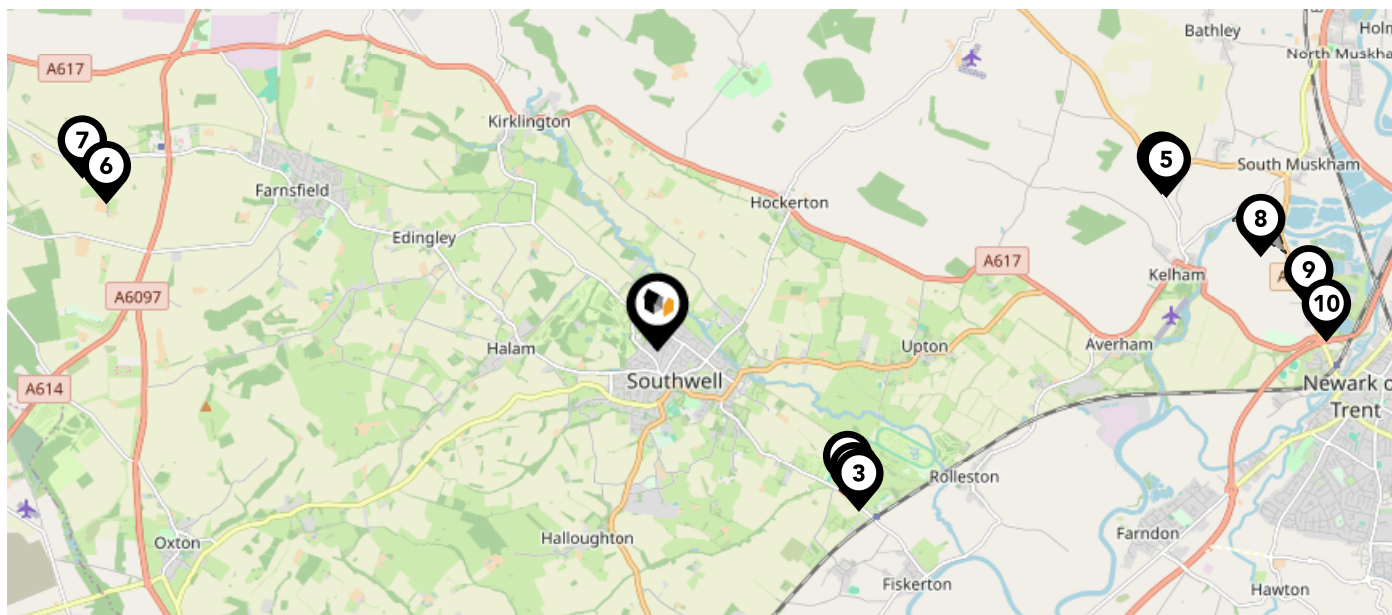 Bathley
Holm
North Muskha
A617
Kirklington
7
6
5
South Muskham
Farnsfield
Hockerton
8
Edingley
A617
Kelham
9
A6097
10
Halam
Upton
Averham
Southwell
A614
Newark o
Trent
3
Rolleston
Oxton
Halloughton
Farndon
Fiskerton
Hawton